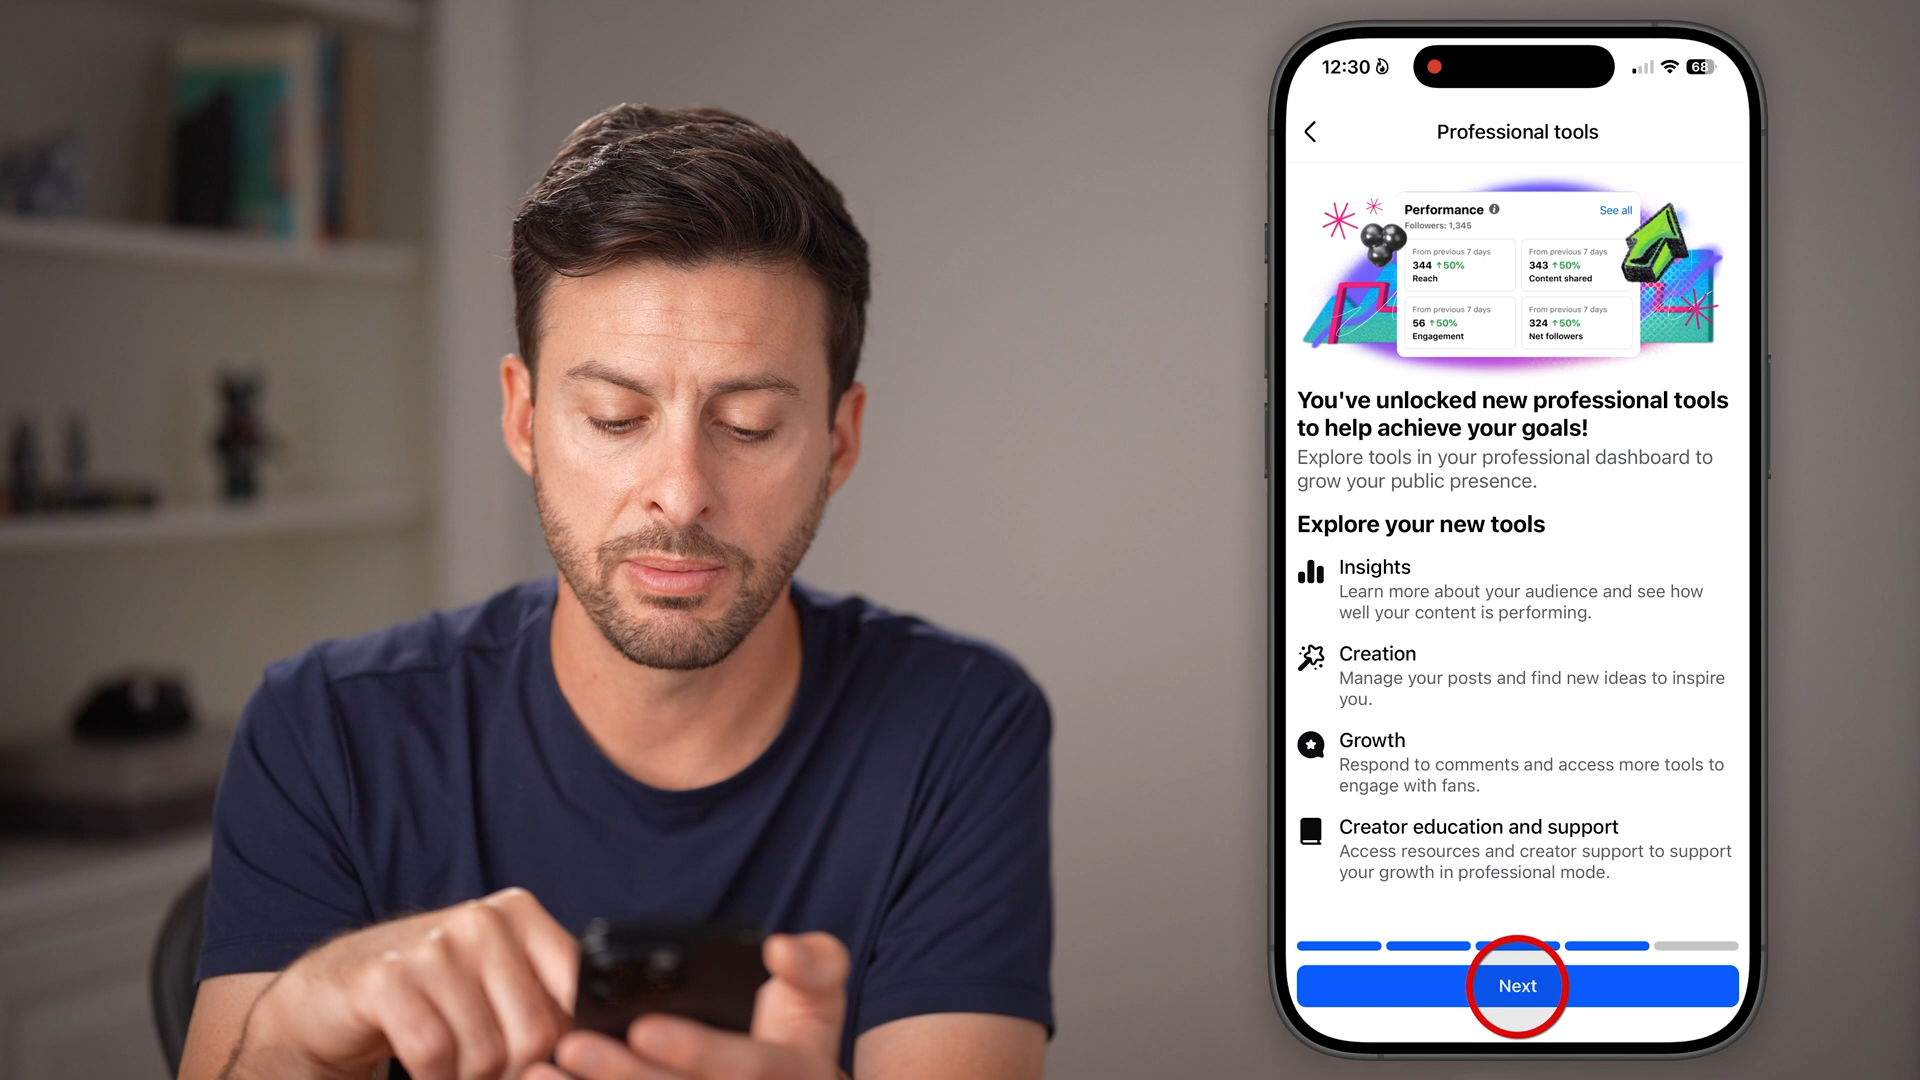 12:30
68
Professional tools
Performance
See all
Followers: 1,345
From previous 7 days
344 ↑50%
Reach
From previous 7 days
343 ↑50%
Content shared
From previous 7 days
56 ↑50%
Engagement
From previous 7 days
324 ↑50%
Net followers
You've unlocked new professional tools
to help achieve your goals!
Explore tools in your professional dashboard to
grow your public presence.
Explore your new tools
Insights
Learn more about your audience and see how
well your content is performing.
Creation
Manage your posts and find new ideas to inspire
you.
Growth
Respond to comments and access more tools to
engage with fans.
Creator education and support
Access resources and creator support to support
your growth in professional mode.
Next